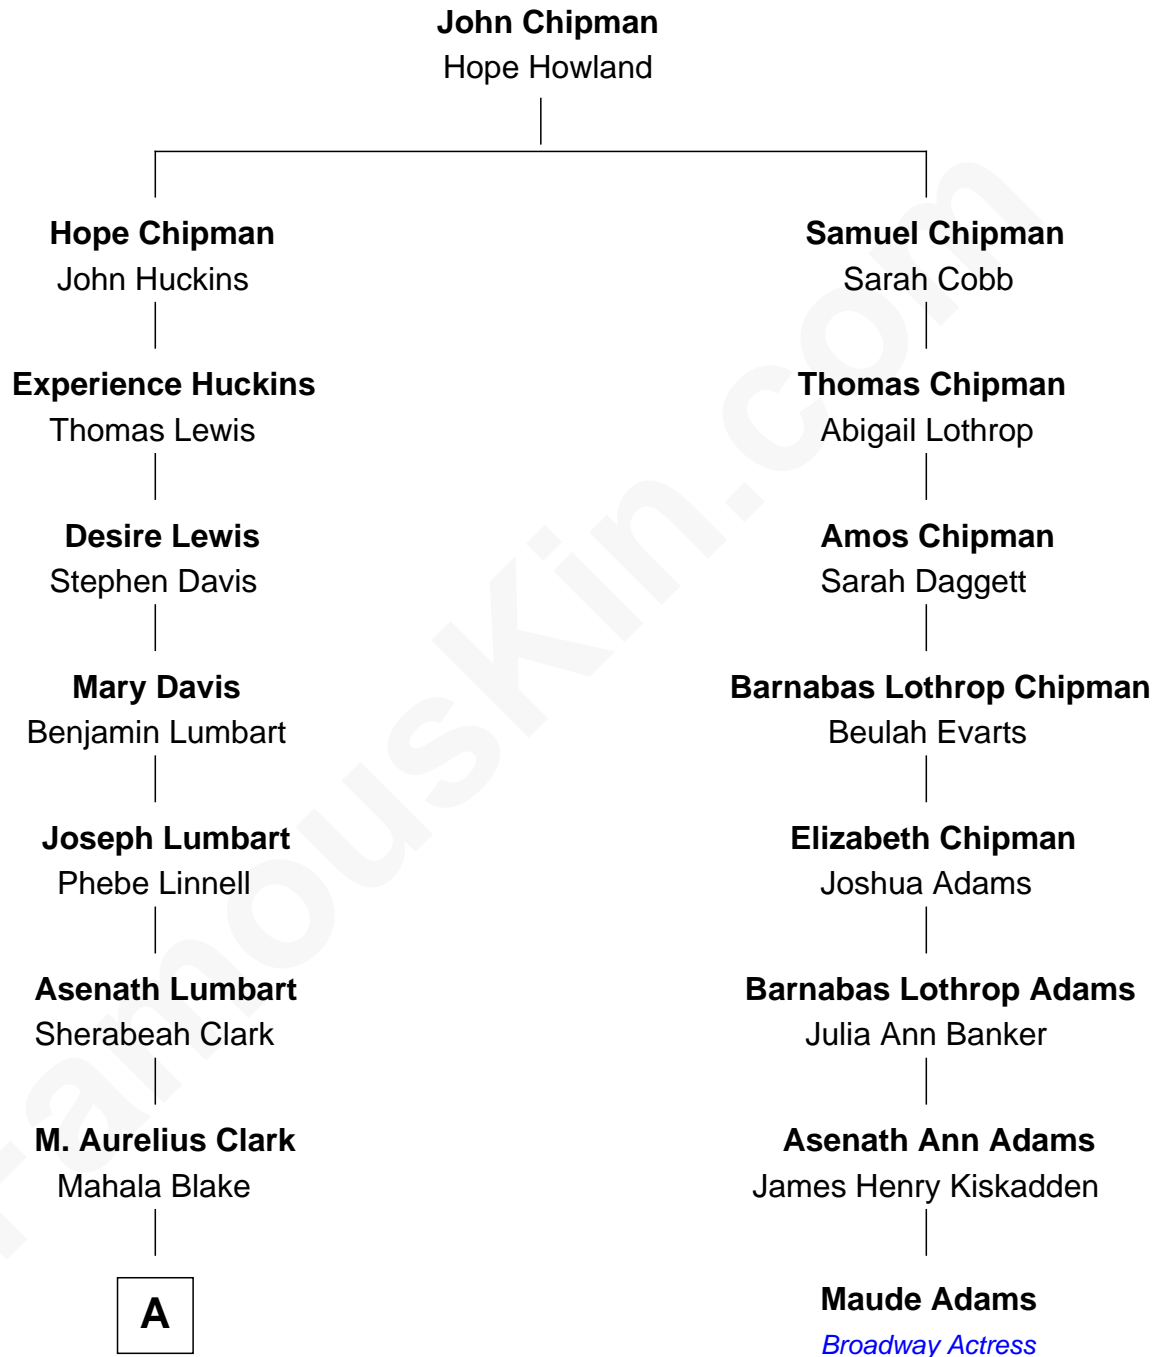 John Chipman
Hope Howland
Hope Chipman
John Huckins
Experience Huckins
Thomas Lewis
Desire Lewis
Stephen Davis
Mary Davis
Benjamin Lumbart
Joseph Lumbart
Phebe Linnell
Asenath Lumbart
Sherabeah Clark
M. Aurelius Clark
Mahala Blake
A
Samuel Chipman
Sarah Cobb
Thomas Chipman
Abigail Lothrop
Amos Chipman
Sarah Daggett
Barnabas Lothrop Chipman
Beulah Evarts
Elizabeth Chipman
Joshua Adams
Barnabas Lothrop Adams
Julia Ann Banker
Asenath Ann Adams
James Henry Kiskadden
Maude Adams
Broadway Actress
FamousKin.com